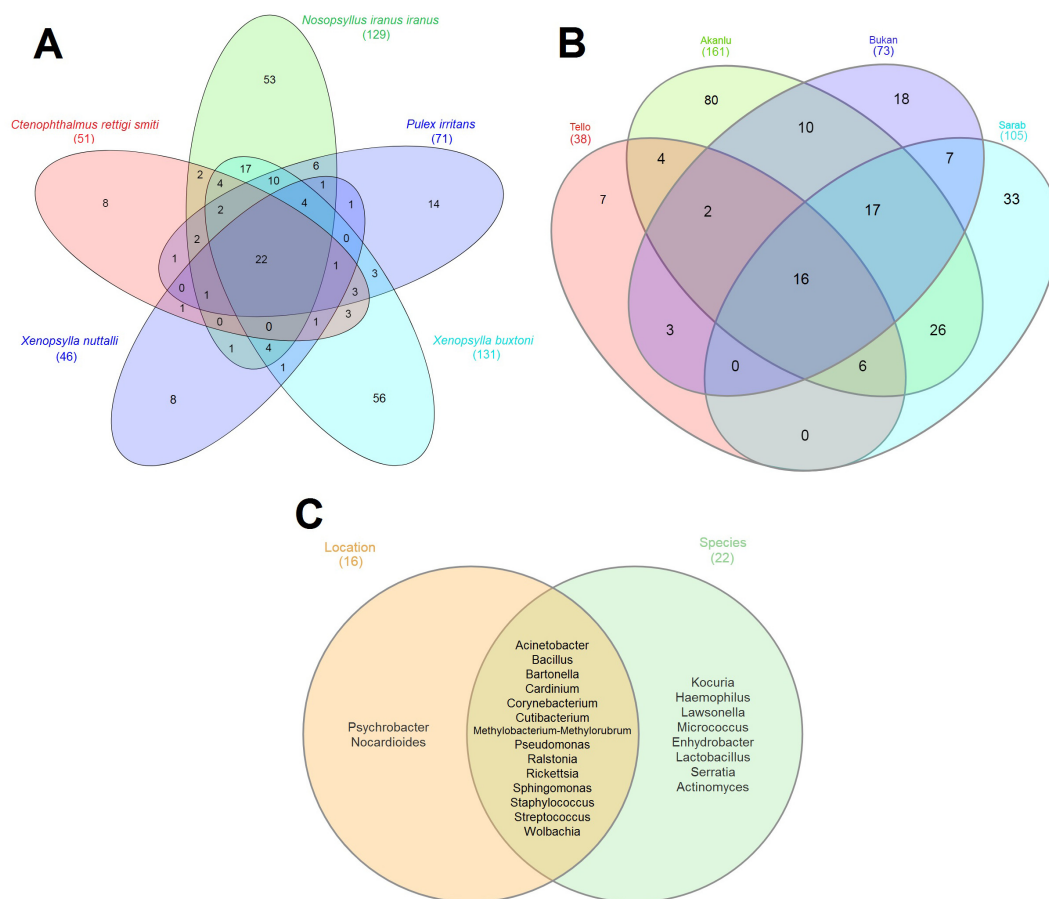 A
Nosopsyllus iranus iranus
(129)
53
Ctenophthalmus rettigi smiti
(51)
Pulex irritans
(71)
8
2
4
17
10
6
1
4
1
14
2
2
0
1
22
1
3
0
1
3
1
0
0
1
3
Xenopsylla nuttalli
(46)
1
4
1
Xenopsylla buxtoni
(131)
8
56
B
Akanlu
(161)
Bukan
(73)
Tello
(38)
Sarab
(105)
80
10
18
4
7
7
2
17
33
16
3
0
6
26
0
C
Location
(16)
Species
(22)
Psychrobacter
Nocardioides
Acinetobacter
Bacillus
Bartonella
Cardinium
Corynebacterium
Cutibacterium
Methylobacterium-Methylorubrum
Pseudomonas
Ralstonia
Rickettsia
Sphingomonas
Staphylococcus
Streptococcus
Wolbachia
Kocuria
Haemophilus
Lawsonella
Micrococcus
Enhydrobacter
Lactobacillus
Serratia
Actinomyces